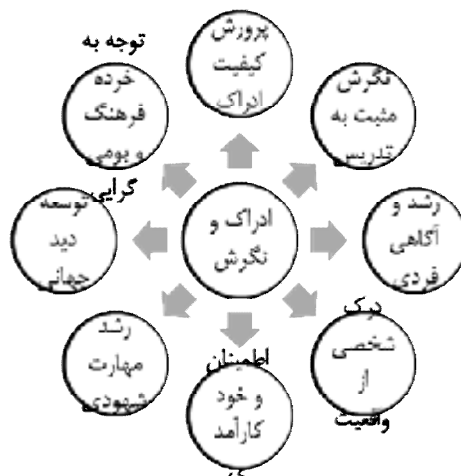 پرورش
کیفیت
ادراک
نگرش
مثبت به
تدریس
رشد و
آگاهی
فردی
درک
شخصی
از
واقعیت
اطمینان
و خود
کارآمد
ی
رشد
مهارت
شهودی
توسعه
دید
جهانی
توجه به
خرده
فرهنگ
و بومی
گرایی
ادراک و
نگرش